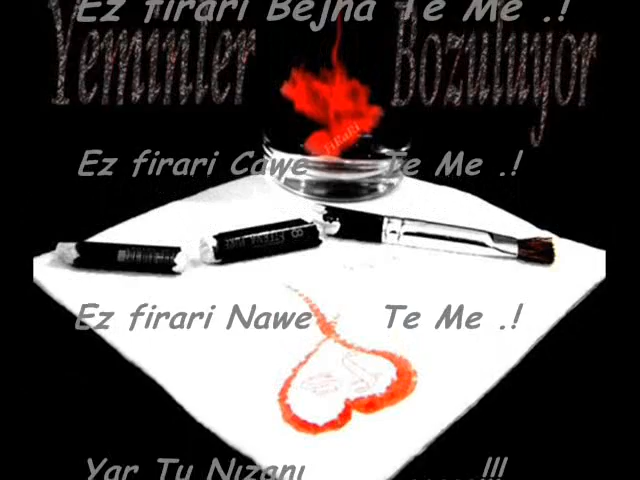 Ez firari Bejna Te Me .!
Yeminler Bozuluyor
FiRaRi
Ez firari Cawe Te Me .!
Ez firari Nawe Te Me .!
Yar Tu Nızanı ........!!!